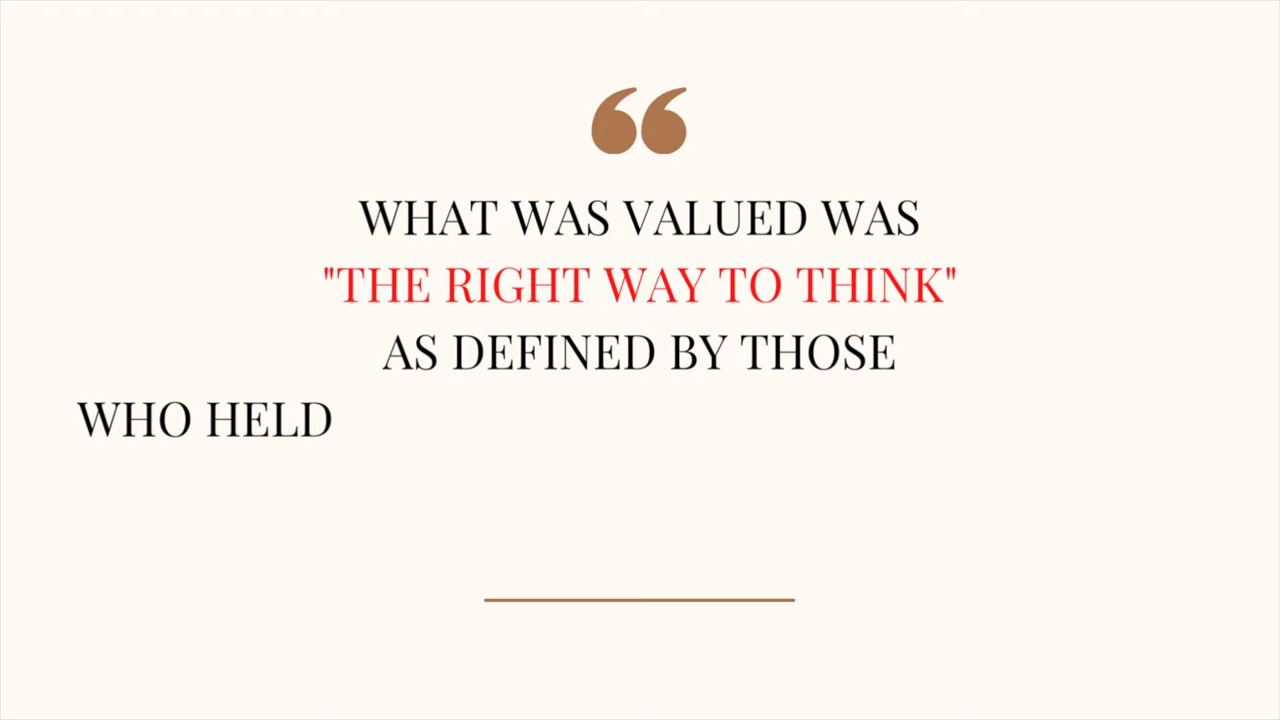 “
WHAT WAS VALUED WAS
"THE RIGHT WAY TO THINK"
AS DEFINED BY THOSE
WHO HELD